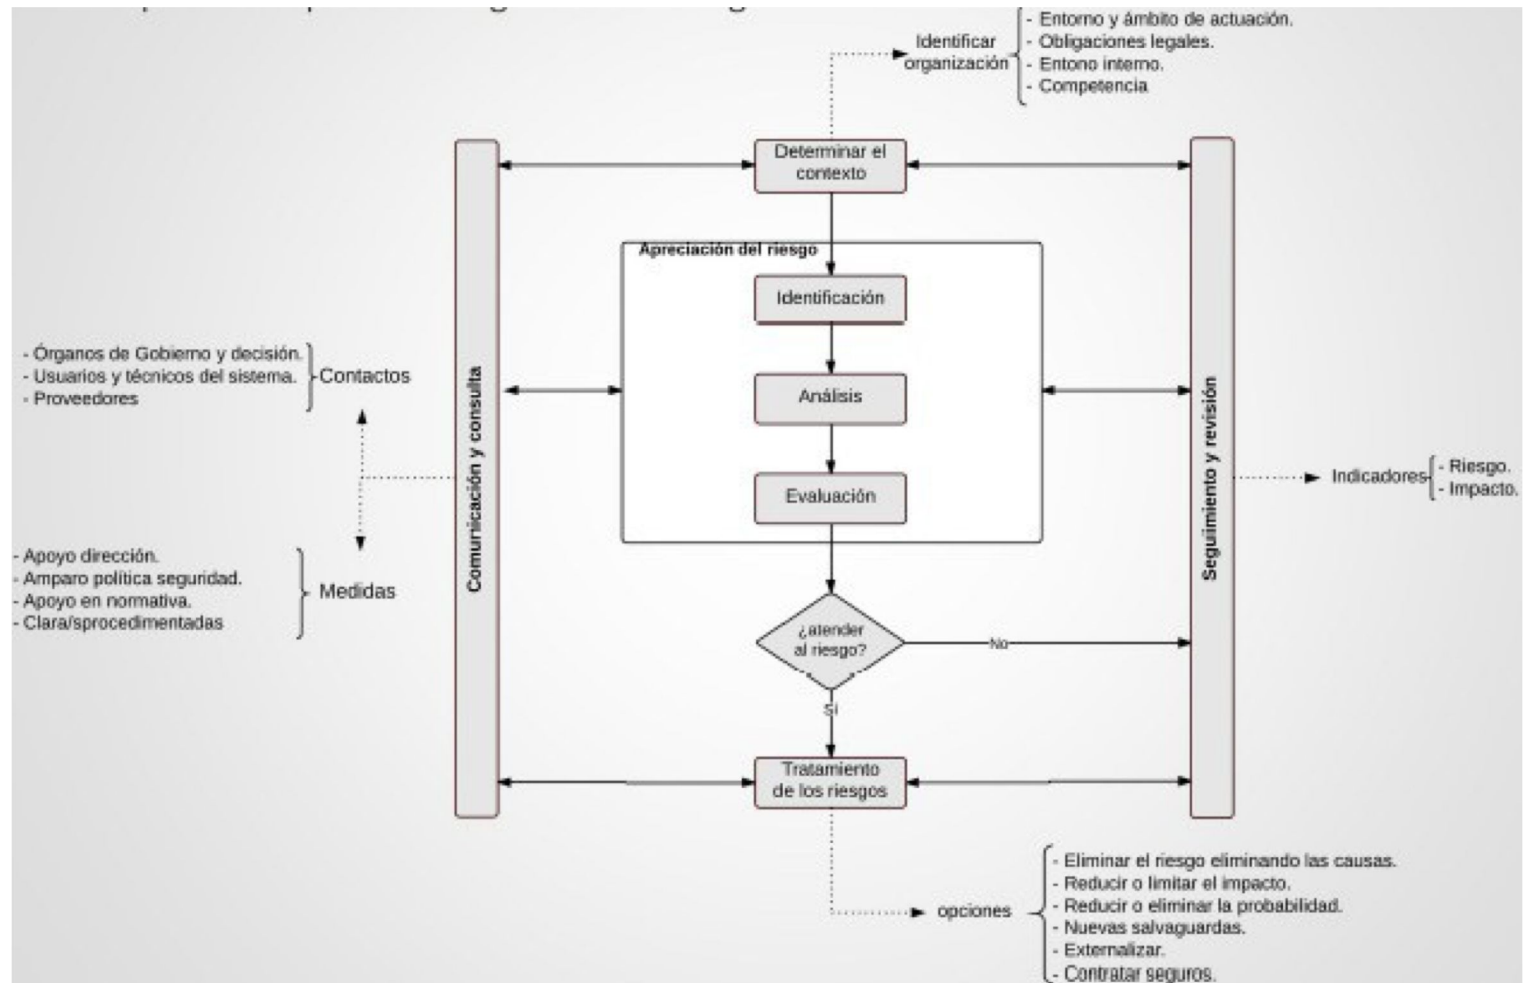 Identificar
organización
- Entorno y ámbito de actuación.
- Obligaciones legales.
- Entono interno.
- Competencia
Determinar el
contexto
Apreciación del riesgo
Identificación
Análisis
Evaluación
¿atender
al riesgo?
No
Sí
Tratamiento
de los riesgos
opciones
- Eliminar el riesgo eliminando las causas.
- Reducir o limitar el impacto.
- Reducir o eliminar la probabilidad.
- Nuevas salvaguardas.
- Externalizar.
- Contratar seguros.
Comunicación y consulta
- Órganos de Gobierno y decisión.
- Usuarios y técnicos del sistema.
- Proveedores
Contactos
- Apoyo dirección.
- Amparo política seguridad.
- Apoyo en normativa.
- Clara/sprocedimentadas
Medidas
Seguimiento y revisión
Indicadores
- Riesgo.
- Impacto.